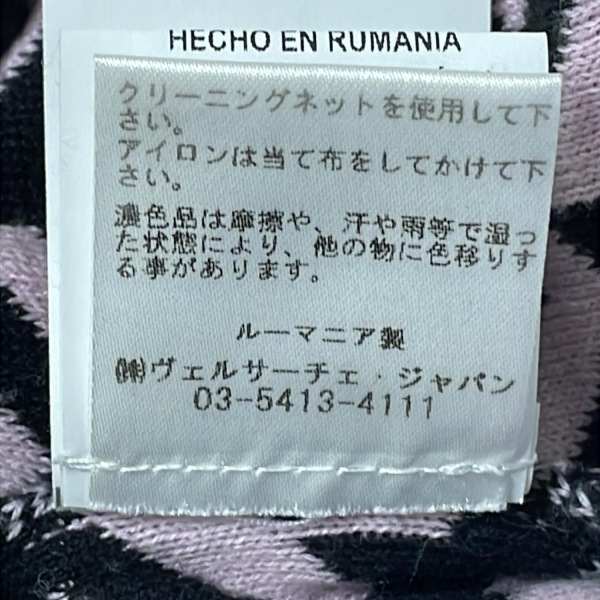 HECHO EN RUMANIA
クリーニングネットを使用して下
さい。
アイロンは当て布をしてかけて下
さい。
濃色品は摩擦や、汗や雨等で湿っ
た状態により、他の物に色移りす
る事があります。
ルーマニア製
㈱ヴェルサーチェ・ジャパン
03-5413-4111